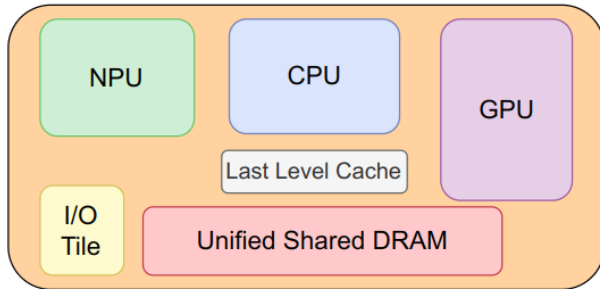 NPU
CPU
GPU
Last Level Cache
I/O
Tile
Unified Shared DRAM